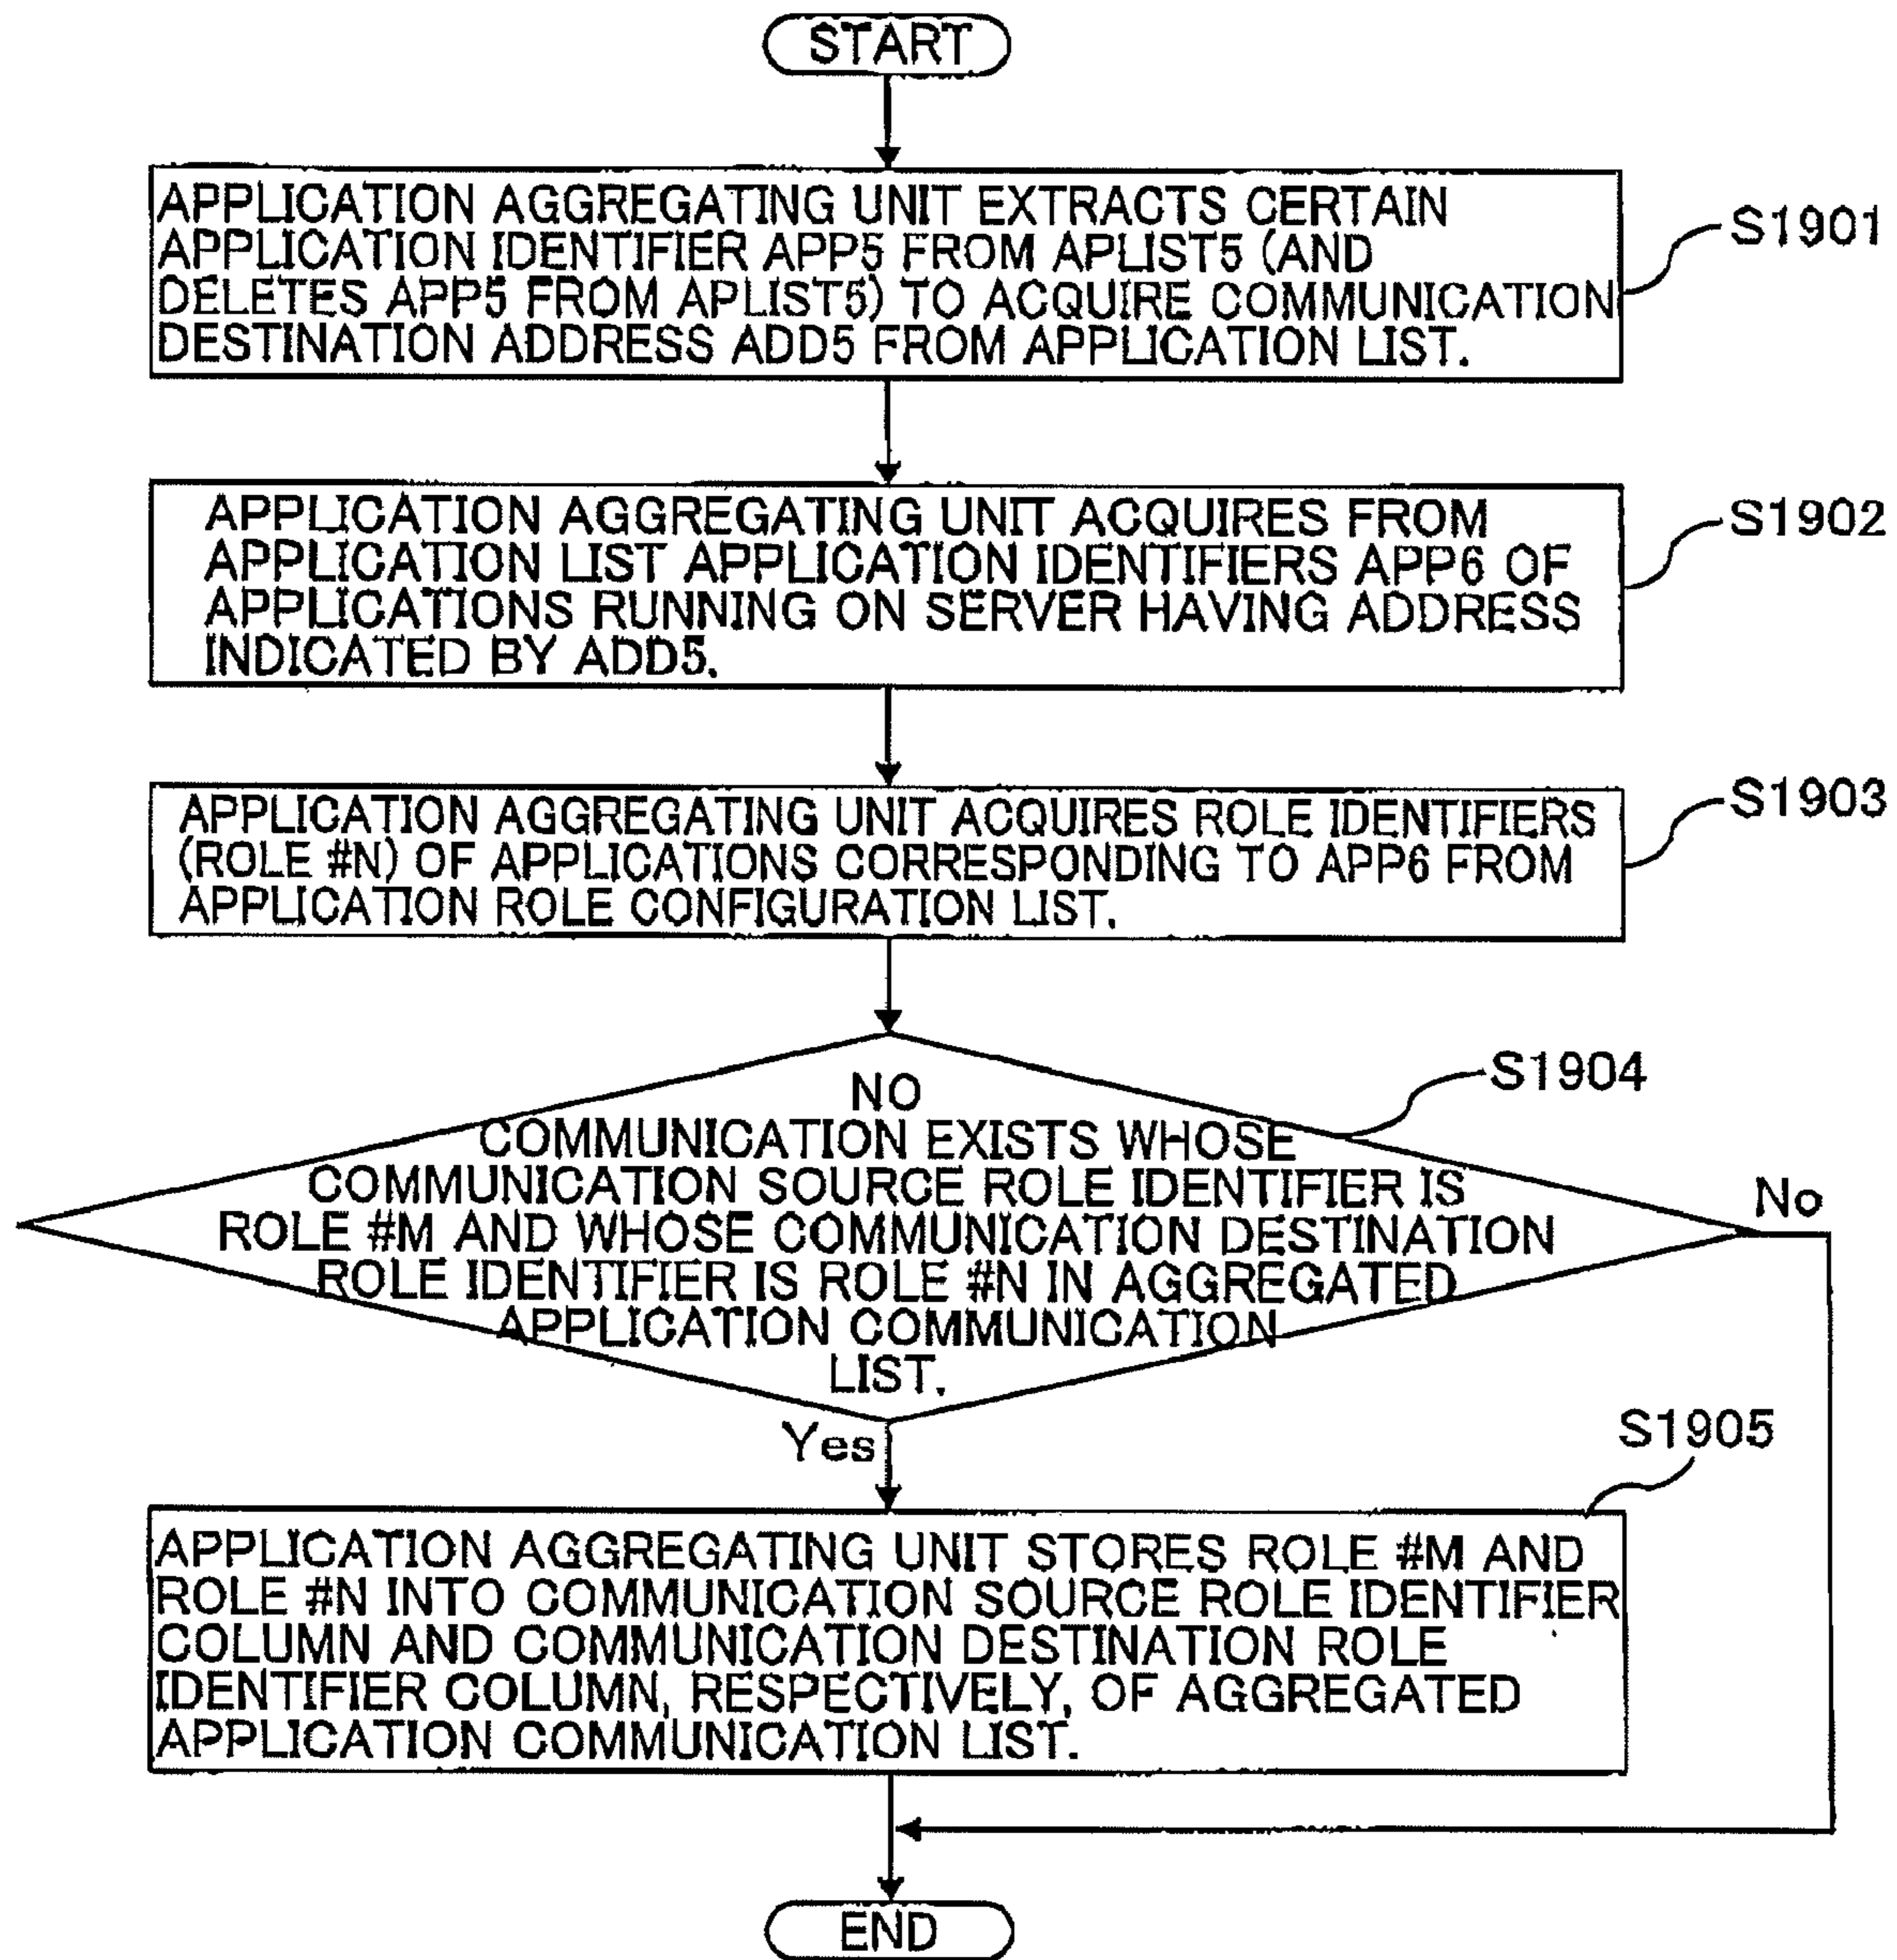 START
APPLICATION AGGREGATING UNIT EXTRACTS CERTAIN
APPLICATION IDENTIFIER APP5 FROM APLIST5 (AND
DELETES APP5 FROM APLIST5) TO ACQUIRE COMMUNICATION
DESTINATION ADDRESS ADD5 FROM APPLICATION LIST.
S1901
APPLICATION AGGREGATING UNIT ACQUIRES FROM
APPLICATION LIST APPLICATION IDENTIFIERS APP6 OF
APPLICATIONS RUNNING ON SERVER HAVING ADDRESS
INDICATED BY ADD5.
S1902
APPLICATION AGGREGATING UNIT ACQUIRES ROLE IDENTIFIERS
(ROLE #N) OF APPLICATIONS CORRESPONDING TO APP6 FROM
APPLICATION ROLE CONFIGURATION LIST.
S1903
NO
COMMUNICATION EXISTS WHOSE
COMMUNICATION SOURCE ROLE IDENTIFIER IS
ROLE #M AND WHOSE COMMUNICATION DESTINATION
ROLE IDENTIFIER IS ROLE #N IN AGGREGATED
APPLICATION COMMUNICATION
LIST.
S1904
No
Yes
S1905
APPLICATION AGGREGATING UNIT STORES ROLE #M AND
ROLE #N INTO COMMUNICATION SOURCE ROLE IDENTIFIER
COLUMN AND COMMUNICATION DESTINATION ROLE
IDENTIFIER COLUMN, RESPECTIVELY, OF AGGREGATED
APPLICATION COMMUNICATION LIST.
END